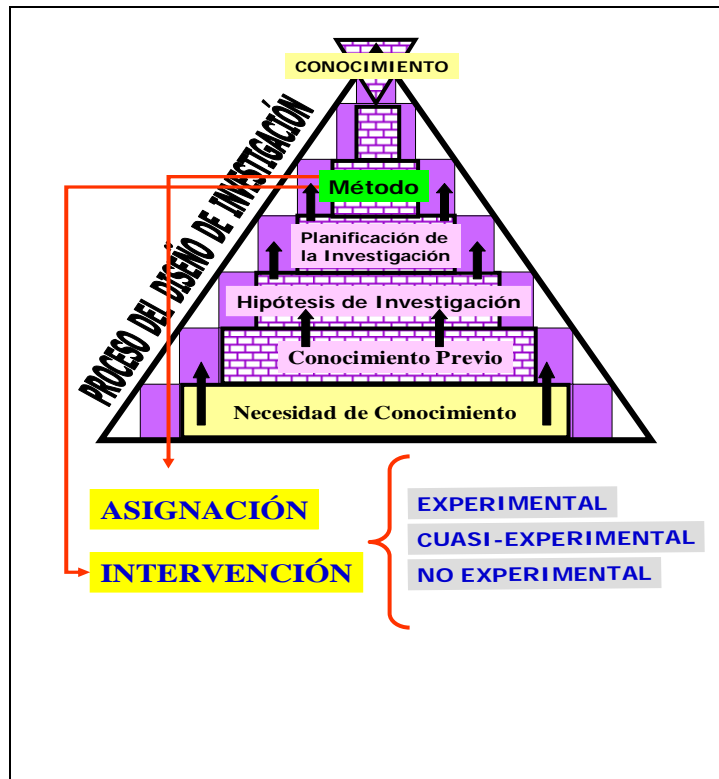 CONOCIMIENTO
PROCESO DEL DISEÑO DE INVESTIGACIÓN
Método
Planificación de
la Investigación
Hipótesis de Investigación
Conocimiento Previo
Necesidad de Conocimiento
ASIGNACIÓN
INTERVENCIÓN
EXPERIMENTAL
CUASI-EXPERIMENTAL
NO EXPERIMENTAL